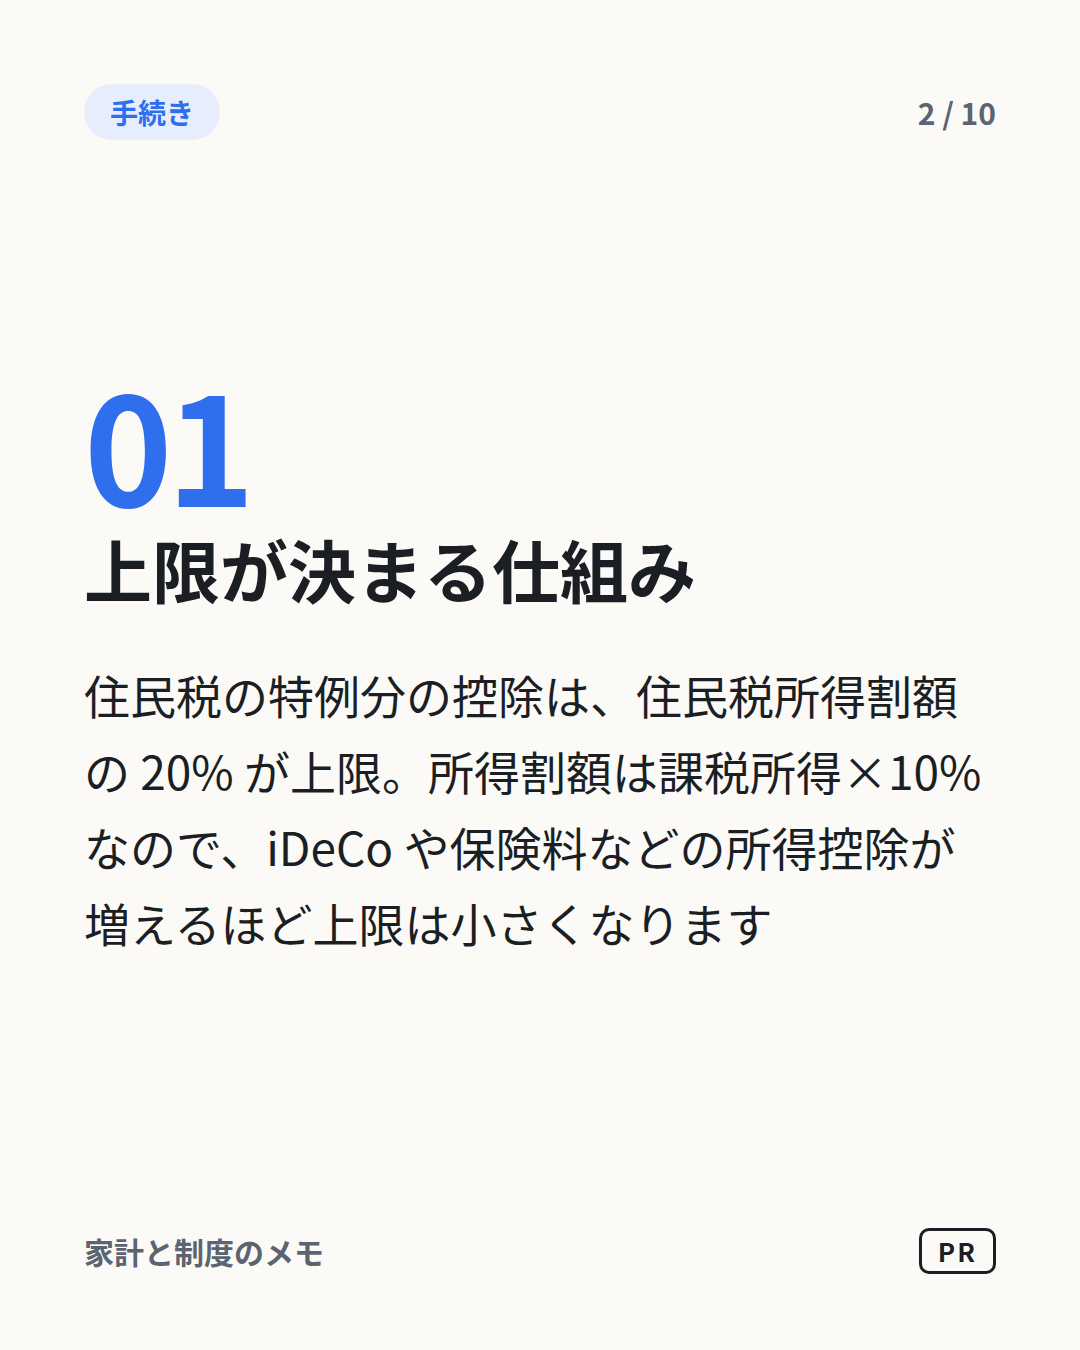 手続き
2 / 10
01
上限が決まる仕組み
住民税の特例分の控除は、住民税所得割額
の 20% が上限。所得割額は課税所得×10%
なので、iDeCo や保険料などの所得控除が
増えるほど上限は小さくなります
家計と制度のメモ
PR